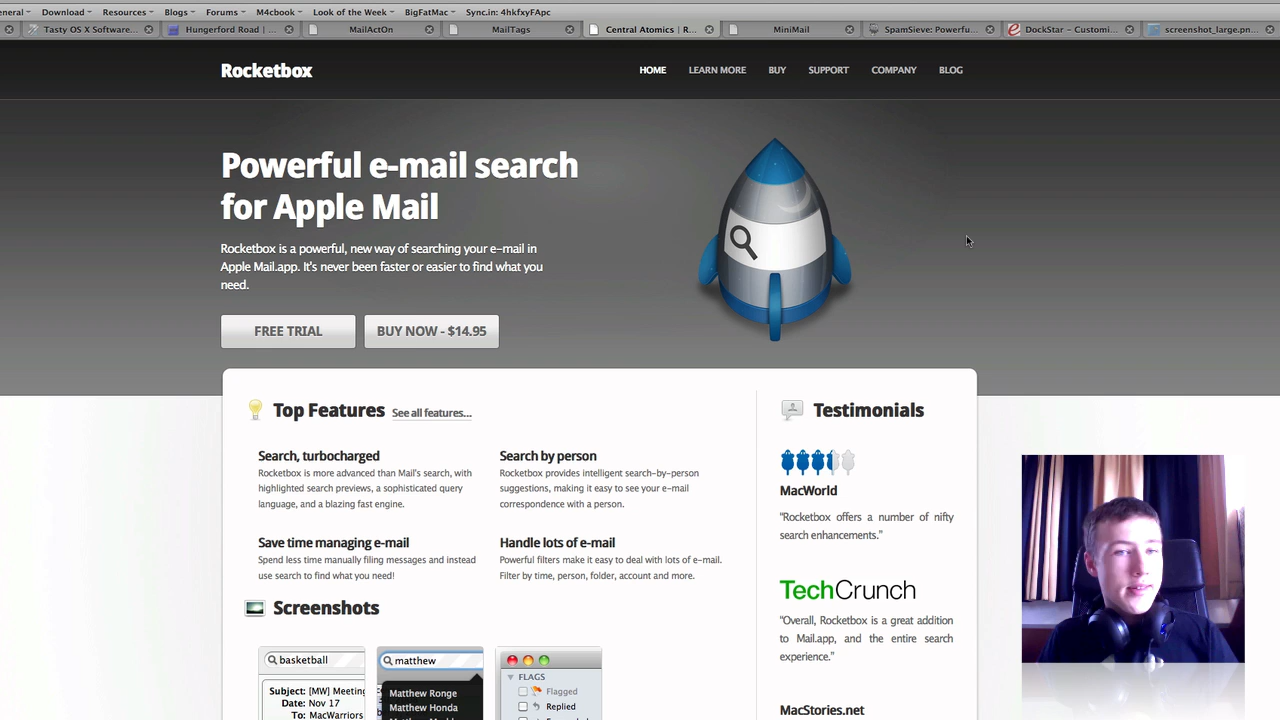 eneral Download Resources Blogs Forums M4cbook Look of the Week BigFatMac Sync.in: 4hkfxyFApc
Tasty OS X Software... Hungerford Road | ... MailActOn MailTags Central Atomics | R... MiniMail SpamSieve: Powerfu... DockStar – Customi... screenshot_large.pn...
Rocketbox
HOME LEARN MORE BUY SUPPORT COMPANY BLOG
Powerful e-mail search
for Apple Mail
Rocketbox is a powerful, new way of searching your e-mail in
Apple Mail.app. It's never been faster or easier to find what you
need.
FREE TRIAL BUY NOW - $14.95
Top Features See all features...
Search, turbocharged
Rocketbox is more advanced than Mail's search, with
highlighted search previews, a sophisticated query
language, and a blazing fast engine.
Search by person
Rocketbox provides intelligent search-by-person
suggestions, making it easy to see your e-mail
correspondence with a person.
Save time managing e-mail
Spend less time manually filing messages and instead
use search to find what you need!
Handle lots of e-mail
Powerful filters make it easy to deal with lots of e-mail.
Filter by time, person, folder, account and more.
Screenshots
basketball
Subject: [MW] Meeting
Date: Nov 17
To: MacWarriors
matthew
Matthew Ronge
Matthew Honda
FLAGS
Flagged
Replied
Testimonials
MacWorld
"Rocketbox offers a number of nifty
search enhancements."
TechCrunch
"Overall, Rocketbox is a great addition
to Mail.app, and the entire search
experience."
MacStories.net